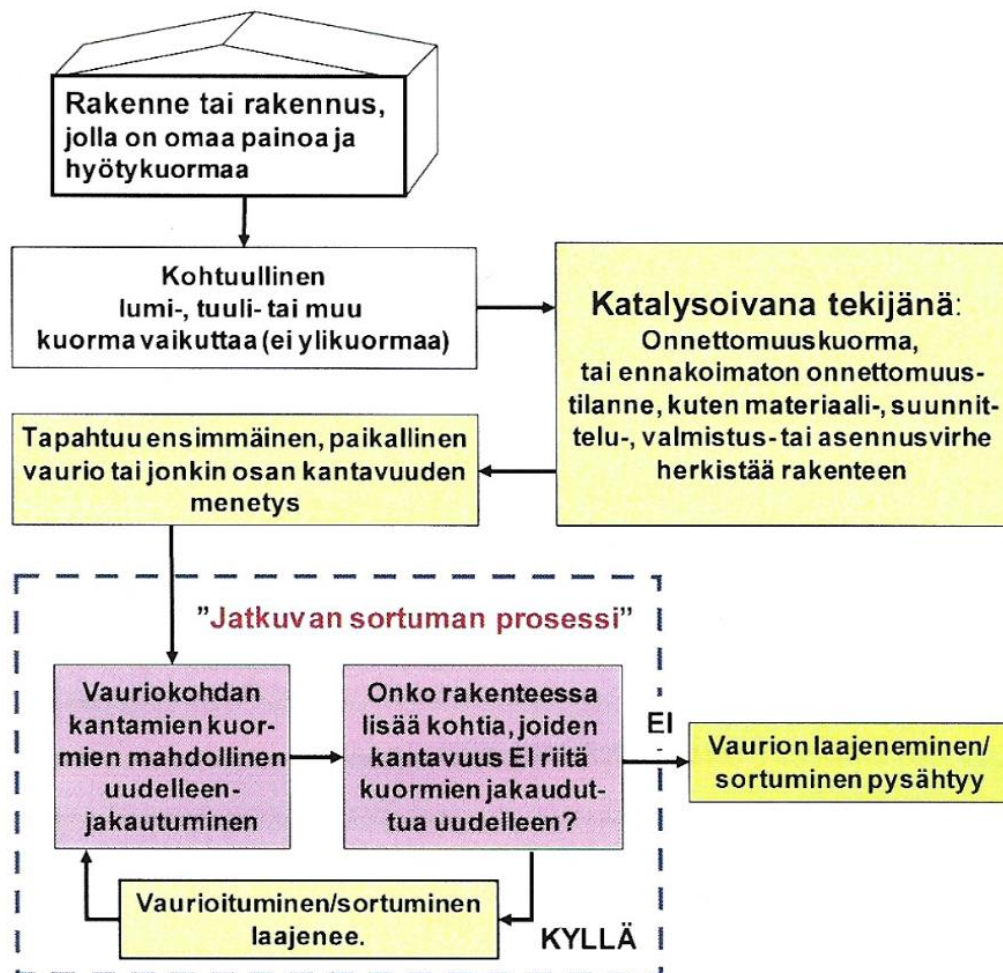 Rakenne tai rakennus,
jolla on omaa painoa ja
hyötykuormaa
Kohtuullinen
lumi-, tuuli- tai muu
kuorma vaikuttaa (ei ylikuormaa)
Katalysoivana tekijänä:
Onnettomuuskuorma,
tai ennakoimaton onnettomuus-
tilanne, kuten materiaali-, suunnit-
telu-, valmistus- tai asennusvirhe
herkistää rakenteen
Tapahtuu ensimmäinen, paikallinen
vaurio tai jonkin osan kantavuuden
menetys
”Jatkuvan sortuman prosessi”
Vauriokohdan
kantamien kuor-
mien mahdollinen
uudelleen-
jakautuminen
Onko rakenteessa
lisää kohtia, joiden
kantavuus EI riitä
kuormien jakaudut-
tua uudelleen?
EI
Vaurion laajeneminen/
sortuminen pysähtyy
Vaurioituminen/sortuminen
laajenee.
KYLLÄ